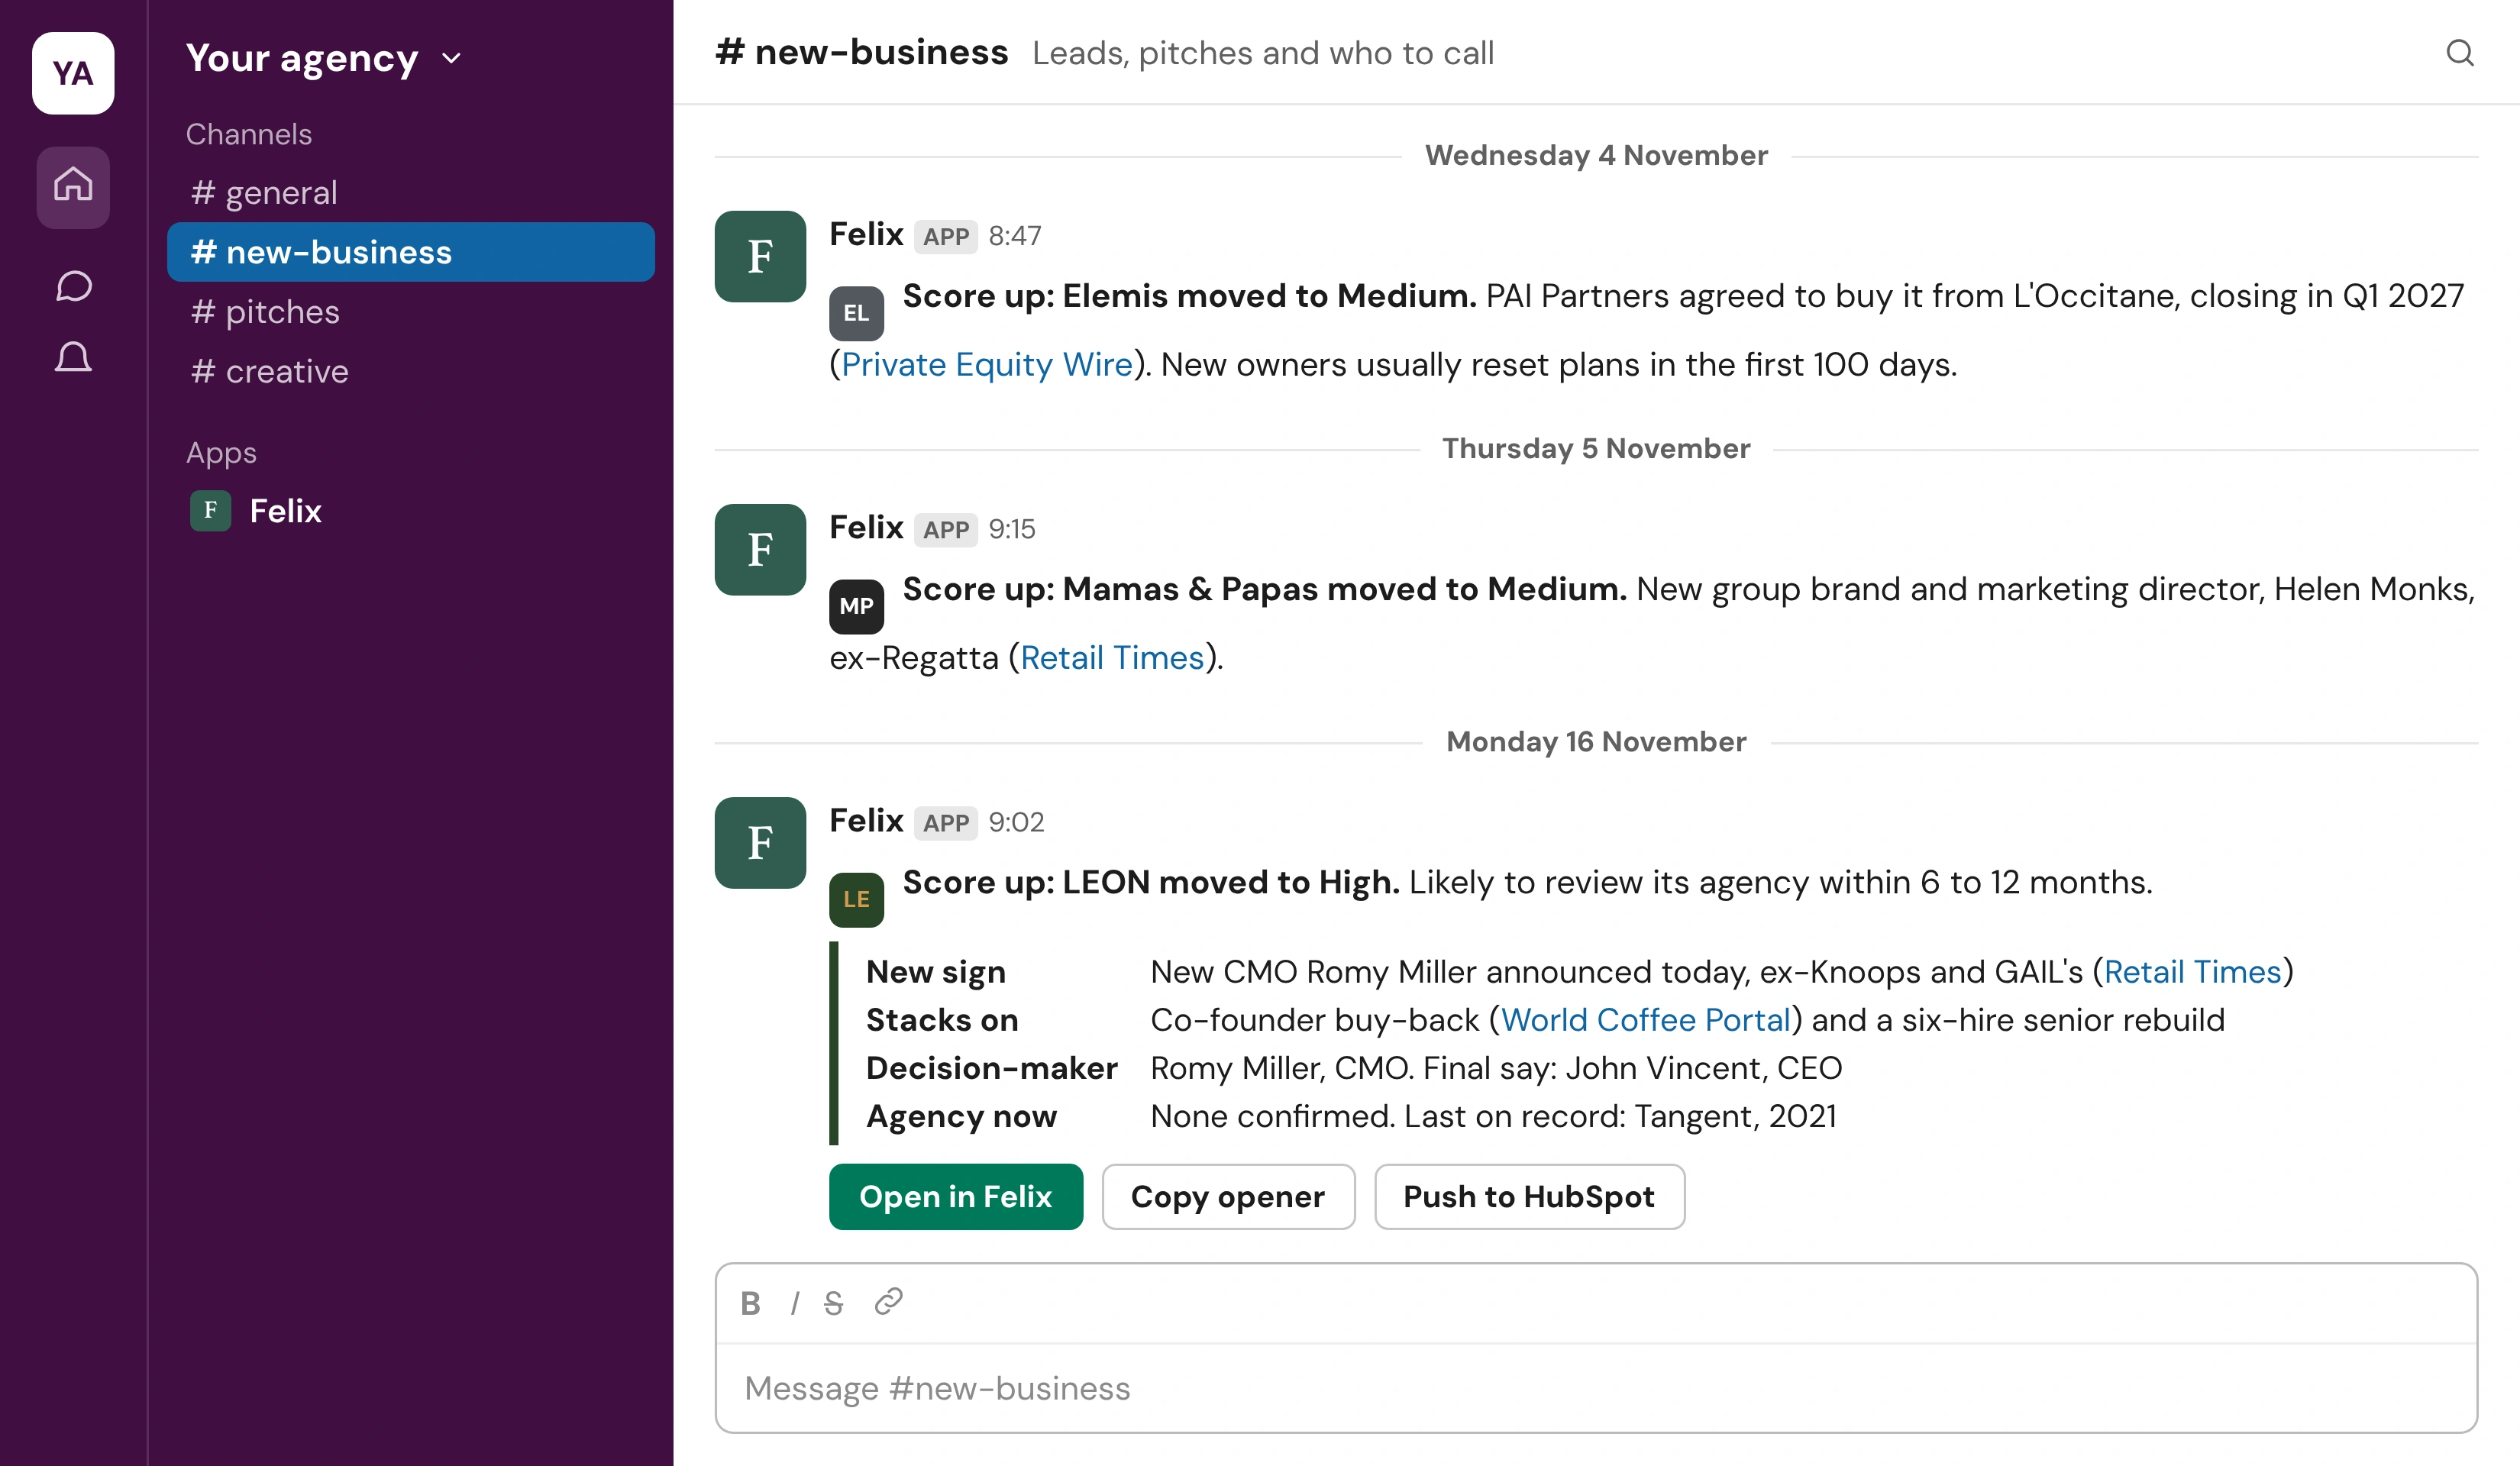 YA
Your agency
Channels
# general
# new-business
# pitches
# creative
Apps
F Felix
# new-business Leads, pitches and who to call
Wednesday 4 November
F
Felix APP 8:47
EL Score up: Elemis moved to Medium. PAI Partners agreed to buy it from L'Occitane, closing in Q1 2027
(Private Equity Wire). New owners usually reset plans in the first 100 days.
Thursday 5 November
F
Felix APP 9:15
MP Score up: Mamas & Papas moved to Medium. New group brand and marketing director, Helen Monks,
ex-Regatta (Retail Times).
Monday 16 November
F
Felix APP 9:02
LE Score up: LEON moved to High. Likely to review its agency within 6 to 12 months.
New sign New CMO Romy Miller announced today, ex-Knoops and GAIL's (Retail Times)
Stacks on Co-founder buy-back (World Coffee Portal) and a six-hire senior rebuild
Decision-maker Romy Miller, CMO. Final say: John Vincent, CEO
Agency now None confirmed. Last on record: Tangent, 2021
Open in Felix Copy opener Push to HubSpot
B I S
Message #new-business